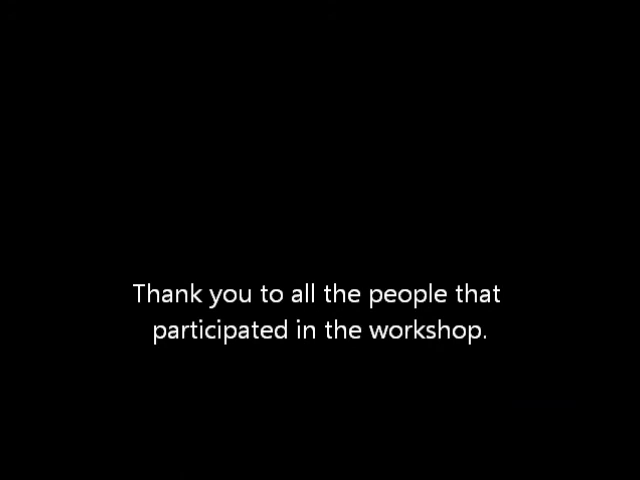 Thank you to all the people that
participated in the workshop.